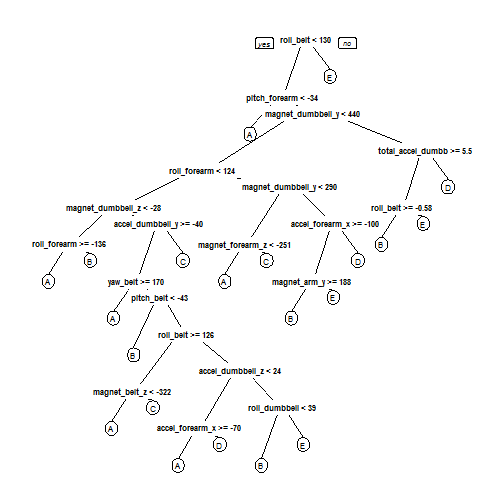 yes roll_belt < 130 no
E
pitch_forearm < -34
magnet_dumbbell_y < 440
A
total_accel_dumbb >= 5.5
roll_forearm < 124
magnet_dumbbell_y < 290
D
magnet_dumbbell_z < -28
roll_belt >= -0.58
accel_dumbbell_y >= -40
accel_forearm_x >= -100
E
roll_forearm >= -136
magnet_forearm_z < -251
B
B
C
C
D
A
yaw_belt >= 170
A
magnet_arm_y >= 188
pitch_belt < -43
E
A
B
roll_belt >= 126
B
accel_dumbbell_z < 24
magnet_belt_z < -322
C
roll_dumbbell < 39
A
accel_forearm_x >= -70
D
E
A
B